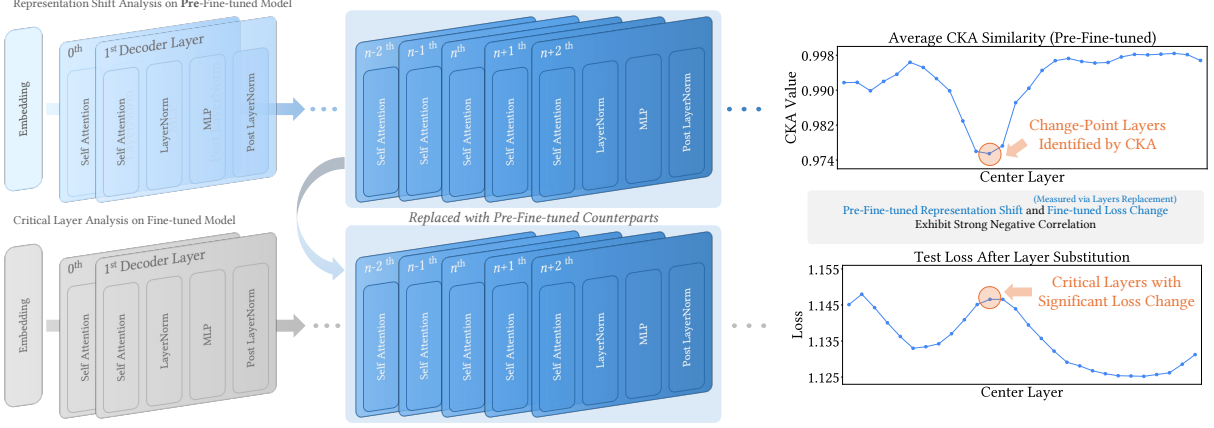 Representation Shift Analysis on Pre-Fine-tuned Model
Embedding
0th
Self Attention
1st Decoder Layer
Self Attention
LayerNorm
MLP
Post LayerNorm
n-2 th
n-1 th
nth
n+1 th
n+2 th
Self Attention
Self Attention
Self Attention
Self Attention
Self Attention
LayerNorm
MLP
Post LayerNorm
Critical Layer Analysis on Fine-tuned Model
Embedding
0th
Self Attention
1st Decoder Layer
Self Attention
LayerNorm
MLP
Post LayerNorm
Replaced with Pre-Fine-tuned Counterparts
n-2 th
n-1 th
nth
n+1 th
n+2 th
Self Attention
Self Attention
Self Attention
Self Attention
Self Attention
LayerNorm
MLP
Post LayerNorm
Average CKA Similarity (Pre-Fine-tuned)
CKA Value
0.998
0.990
0.982
0.974
Change-Point Layers
Identified by CKA
Center Layer
(Measured via Layers Replacement)
Pre-Fine-tuned Representation Shift and Fine-tuned Loss Change
Exhibit Strong Negative Correlation
Test Loss After Layer Substitution
Loss
1.155
1.145
1.135
1.125
Critical Layers with
Significant Loss Change
Center Layer